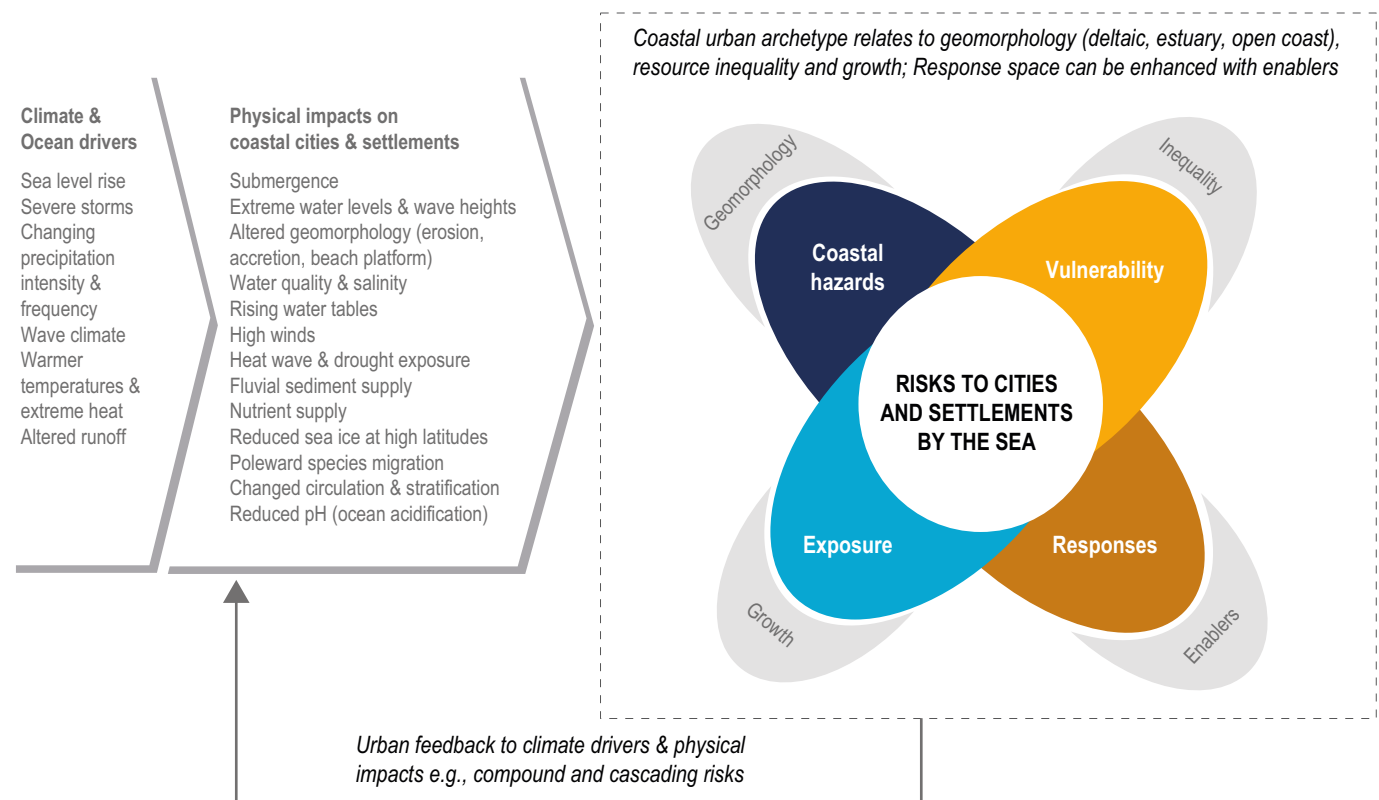 Coastal urban archetype relates to geomorphology (deltaic, estuary, open coast),
resource inequality and growth; Response space can be enhanced with enablers
Climate &
Ocean drivers
Sea level rise
Severe storms
Changing
precipitation
intensity &
frequency
Wave climate
Warmer
temperatures &
extreme heat
Altered runoff
Physical impacts on
coastal cities & settlements
Submergence
Extreme water levels & wave heights
Altered geomorphology (erosion,
accretion, beach platform)
Water quality & salinity
Rising water tables
High winds
Heat wave & drought exposure
Fluvial sediment supply
Nutrient supply
Reduced sea ice at high latitudes
Poleward species migration
Changed circulation & stratification
Reduced pH (ocean acidification)
Geomorphology
Inequality
Coastal
hazards
Vulnerability
RISKS TO CITIES
AND SETTLEMENTS
BY THE SEA
Exposure
Responses
Growth
Enablers
Urban feedback to climate drivers & physical
impacts e.g., compound and cascading risks